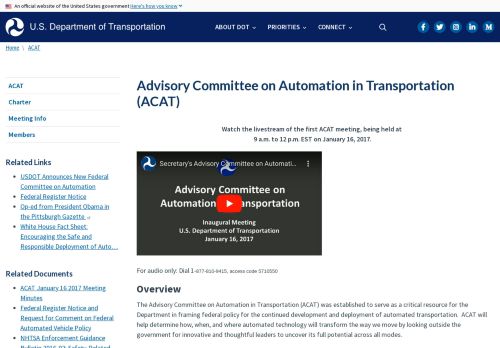 An official website of the United States government Here's how you know
U.S. Department of Transportation
ABOUT DOT
PRIORITIES
CONNECT
Home \ ACAT
ACAT
Charter
Meeting Info
Members
Related Links
USDOT Announces New Federal
Committee on Automation
Federal Register Notice
Op-ed from President Obama in
the Pittsburgh Gazette
White House Fact Sheet:
Encouraging the Safe and
Responsible Deployment of Auto…
Related Documents
ACAT January 16 2017 Meeting
Minutes
Federal Register Notice and
Request for Comment on Federal
Automated Vehicle Policy
NHTSA Enforcement Guidance
Advisory Committee on Automation in Transportation
(ACAT)
Watch the livestream of the first ACAT meeting, being held at
9 a.m. to 12 p.m. EST on January 16, 2017.
Secretary's Advisory Committee on Automati...
Advisory Committee on
Automation in Transportation
Inaugural Meeting
U.S. Department of Transportation
January 16, 2017
For audio only: Dial 1-877-810-9415, access code 5710550
Overview
The Advisory Committee on Automation in Transportation (ACAT) was established to serve as a critical resource for the
Department in framing federal policy for the continued development and deployment of automated transportation. ACAT will
help determine how, when, and where automated technology will transform the way we move by looking outside the
government for innovative and thoughtful leaders to uncover its full potential across all modes.